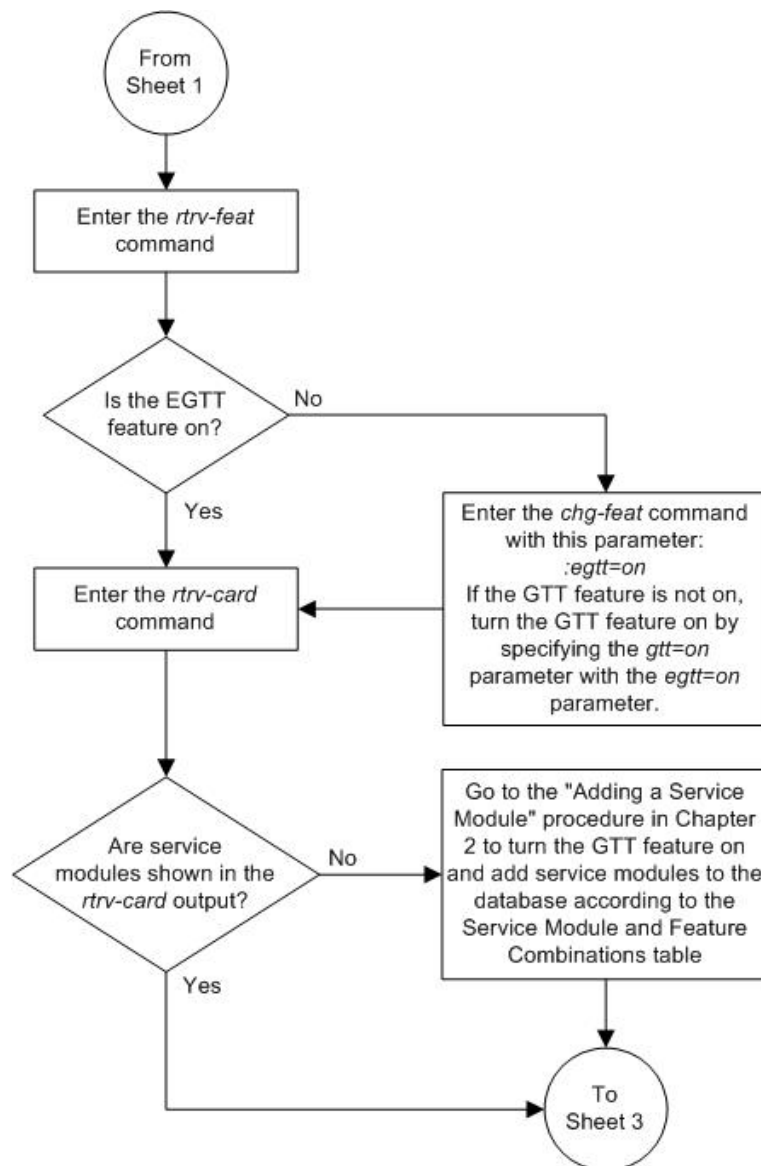 From
Sheet 1
Enter the rtrv-feat
command
Is the EGTT
feature on?
No
Yes
Enter the chg-feat command
with this parameter:
:egtt=on
If the GTT feature is not on,
turn the GTT feature on by
specifying the gtt=on
parameter with the egtt=on
parameter.
Enter the rtrv-card
command
Are service
modules shown in the
rtrv-card output?
No
Yes
Go to the "Adding a Service
Module" procedure in Chapter
2 to turn the GTT feature on
and add service modules to the
database according to the
Service Module and Feature
Combinations table
To
Sheet 3